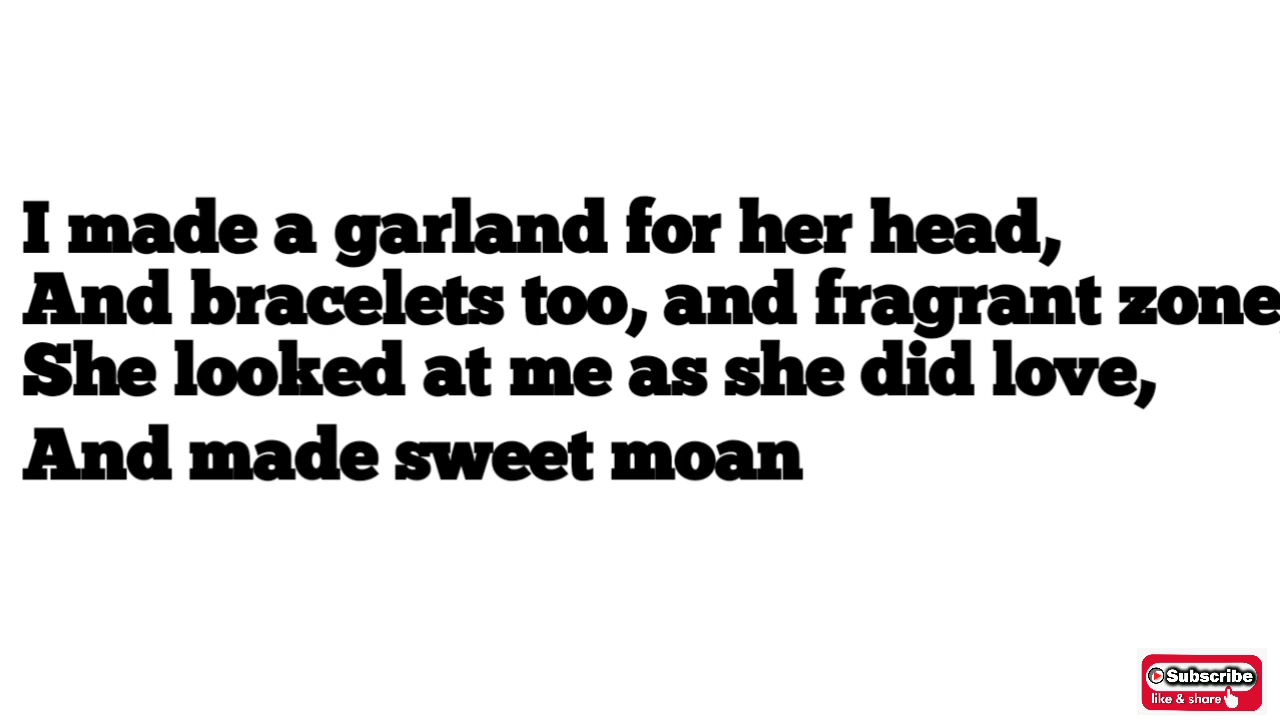 I made a garland for her head,
And bracelets too, and fragrant zone,
She looked at me as she did love,
And made sweet moan
Subscribe
like & share